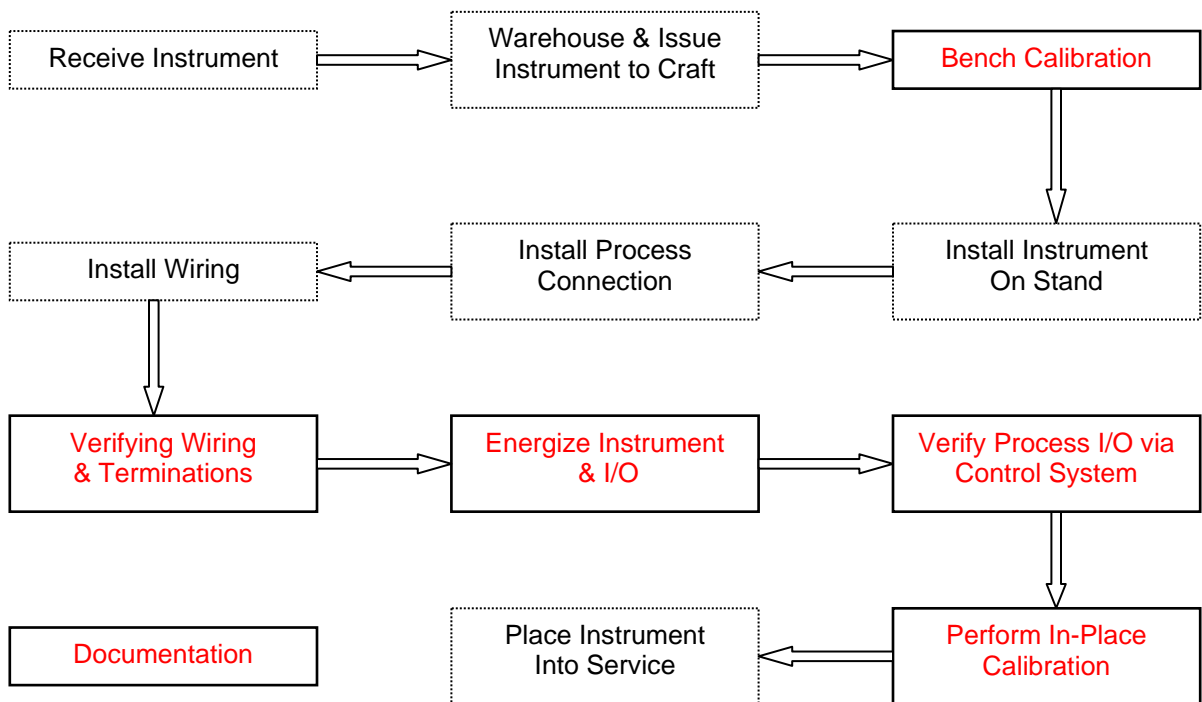 Receive Instrument
Warehouse & Issue
Instrument to Craft
Bench Calibration
Install Wiring
Install Process
Connection
Install Instrument
On Stand
Verifying Wiring
& Terminations
Energize Instrument
& I/O
Verify Process I/O via
Control System
Documentation
Place Instrument
Into Service
Perform In-Place
Calibration